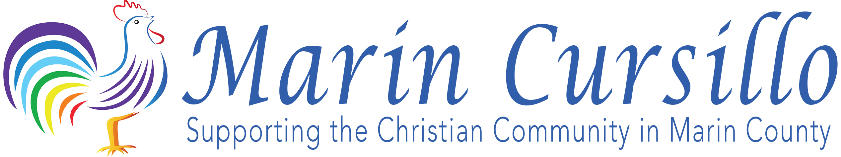 Marin Cursillo
Supporting the Christian Community in Marin County